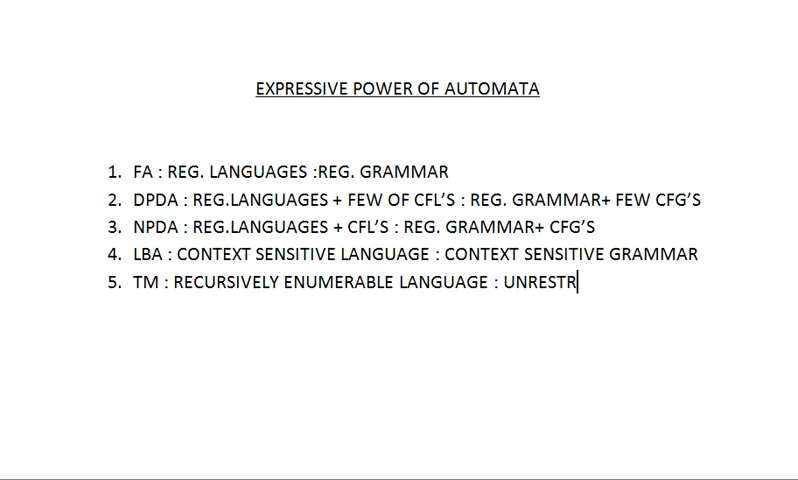 EXPRESSIVE POWER OF AUTOMATA
1. FA : REG. LANGUAGES :REG. GRAMMAR
2. DPDA : REG.LANGUAGES + FEW OF CFL'S : REG. GRAMMAR+ FEW CFG'S
3. NPDA : REG.LANGUAGES + CFL'S : REG. GRAMMAR+ CFG'S
4. LBA : CONTEXT SENSITIVE LANGUAGE : CONTEXT SENSITIVE GRAMMAR
5. TM : RECURSIVELY ENUMERABLE LANGUAGE : UNRESTR